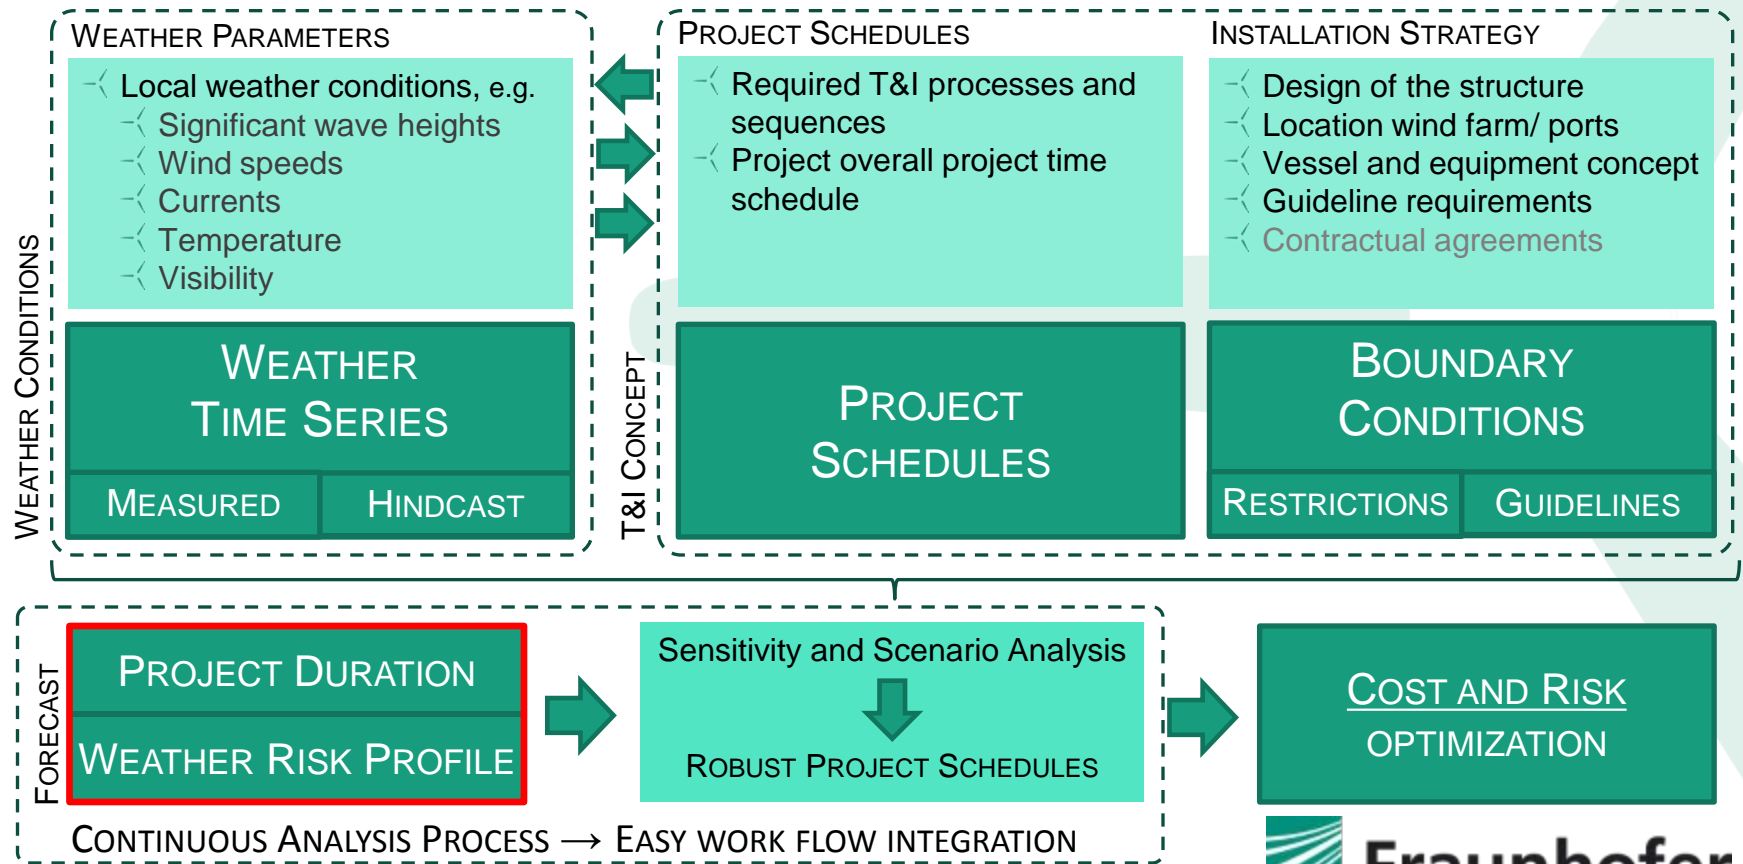 WEATHER PARAMETERS
Local weather conditions, e.g.
Significant wave heights
Wind speeds
Currents
Temperature
Visibility
WEATHER
TIME SERIES
MEASURED
HINDCAST
WEATHER CONDITIONS
PROJECT SCHEDULES
Required T&I processes and
sequences
Project overall project time
schedule
PROJECT
SCHEDULES
T&I CONCEPT
INSTALLATION STRATEGY
Design of the structure
Location wind farm/ ports
Vessel and equipment concept
Guideline requirements
Contractual agreements
BOUNDARY
CONDITIONS
RESTRICTIONS
GUIDELINES
FORECAST
PROJECT DURATION
WEATHER RISK PROFILE
Sensitivity and Scenario Analysis
ROBUST PROJECT SCHEDULES
COST AND RISK
OPTIMIZATION
CONTINUOUS ANALYSIS PROCESS → EASY WORK FLOW INTEGRATION
Fraunhofer